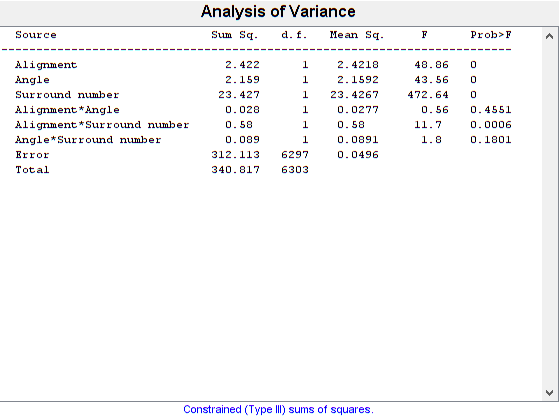 Analysis of Variance
Source Sum Sq. d.f. Mean Sq. F Prob>F
Alignment 2.422 1 2.4218 48.86 0
Angle 2.159 1 2.1592 43.56 0
Surround number 23.427 1 23.4267 472.64 0
Alignment*Angle 0.028 1 0.0277 0.56 0.4551
Alignment*Surround number 0.58 1 0.58 11.7 0.0006
Angle*Surround number 0.089 1 0.0891 1.8 0.1801
Error 312.113 6297 0.0496
Total 340.817 6303
Constrained (Type III) sums of squares.